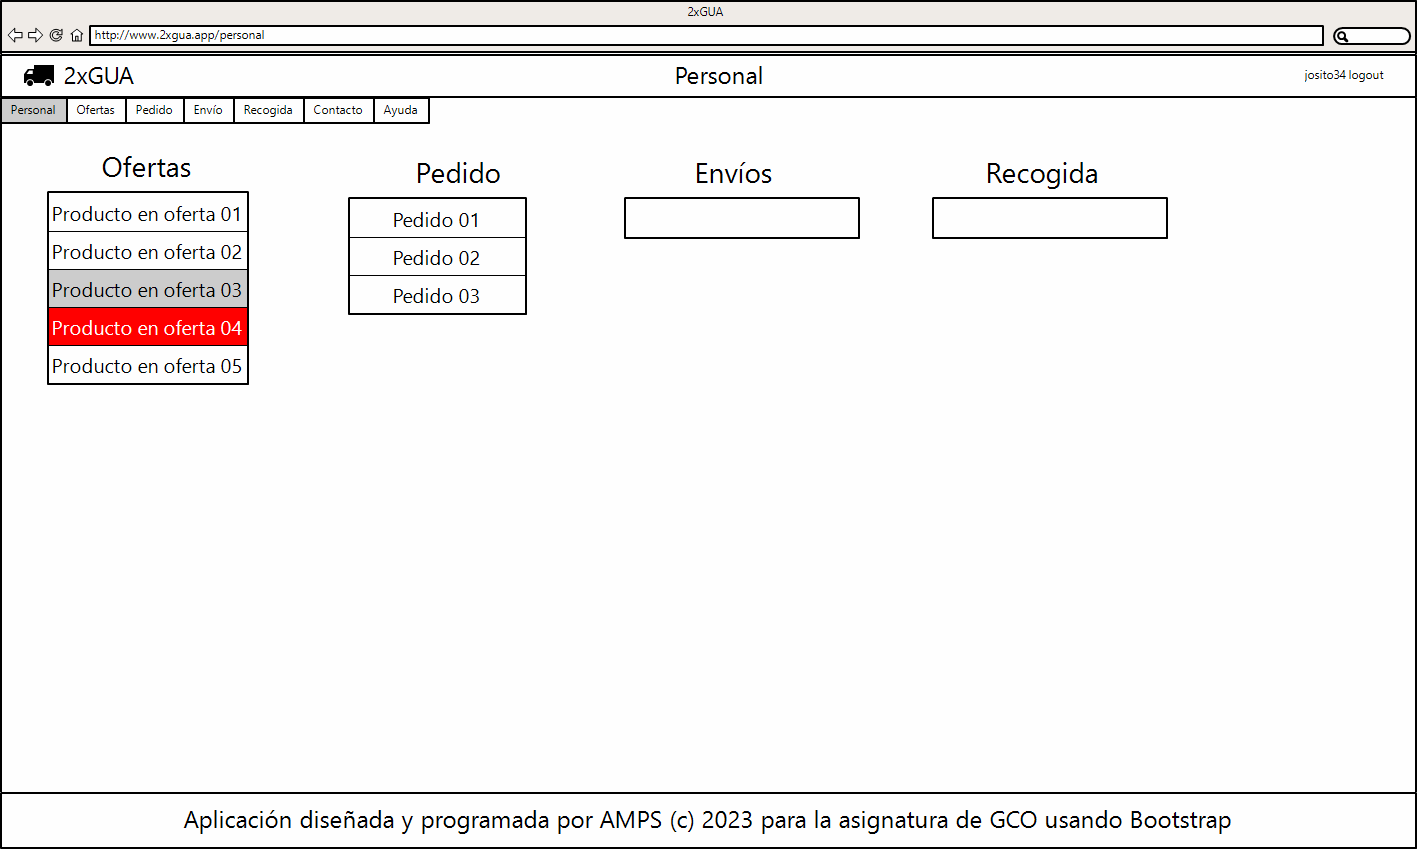 2xGUA
http://www.2xgua.app/personal
2xGUA
Personal
josito34 logout
Personal
Ofertas
Pedido
Envío
Recogida
Contacto
Ayuda
Ofertas
Producto en oferta 01
Producto en oferta 02
Producto en oferta 03
Producto en oferta 04
Producto en oferta 05
Pedido
Pedido 01
Pedido 02
Pedido 03
Envíos
Recogida
Aplicación diseñada y programada por AMPS (c) 2023 para la asignatura de GCO usando Bootstrap